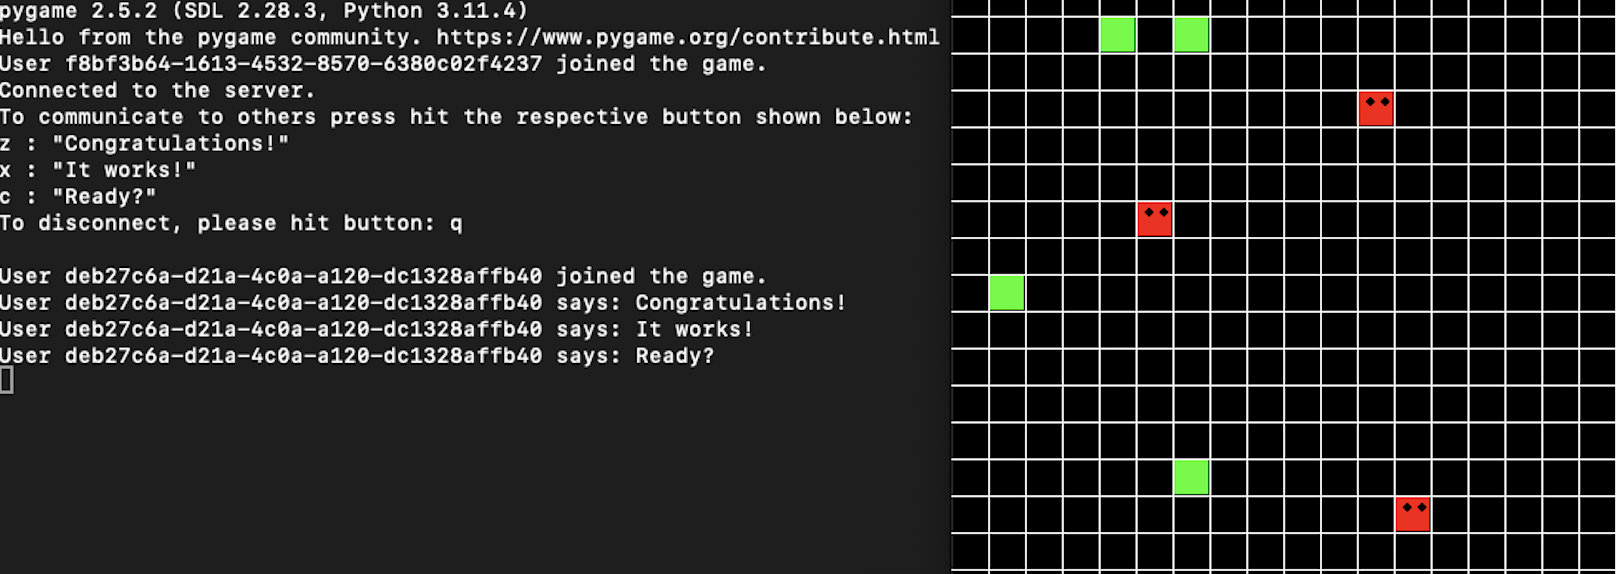 pygame 2.5.2 (SDL 2.28.3, Python 3.11.4)
Hello from the pygame community. https://www.pygame.org/contribute.html
User f8bf3b64-1613-4532-8570-6380c02f4237 joined the game.
Connected to the server.
To communicate to others press hit the respective button shown below:
z : "Congratulations!"
x : "It works!"
c : "Ready?"
To disconnect, please hit button: q
User deb27c6a-d21a-4c0a-a120-dc1328affb40 joined the game.
User deb27c6a-d21a-4c0a-a120-dc1328affb40 says: Congratulations!
User deb27c6a-d21a-4c0a-a120-dc1328affb40 says: It works!
User deb27c6a-d21a-4c0a-a120-dc1328affb40 says: Ready?